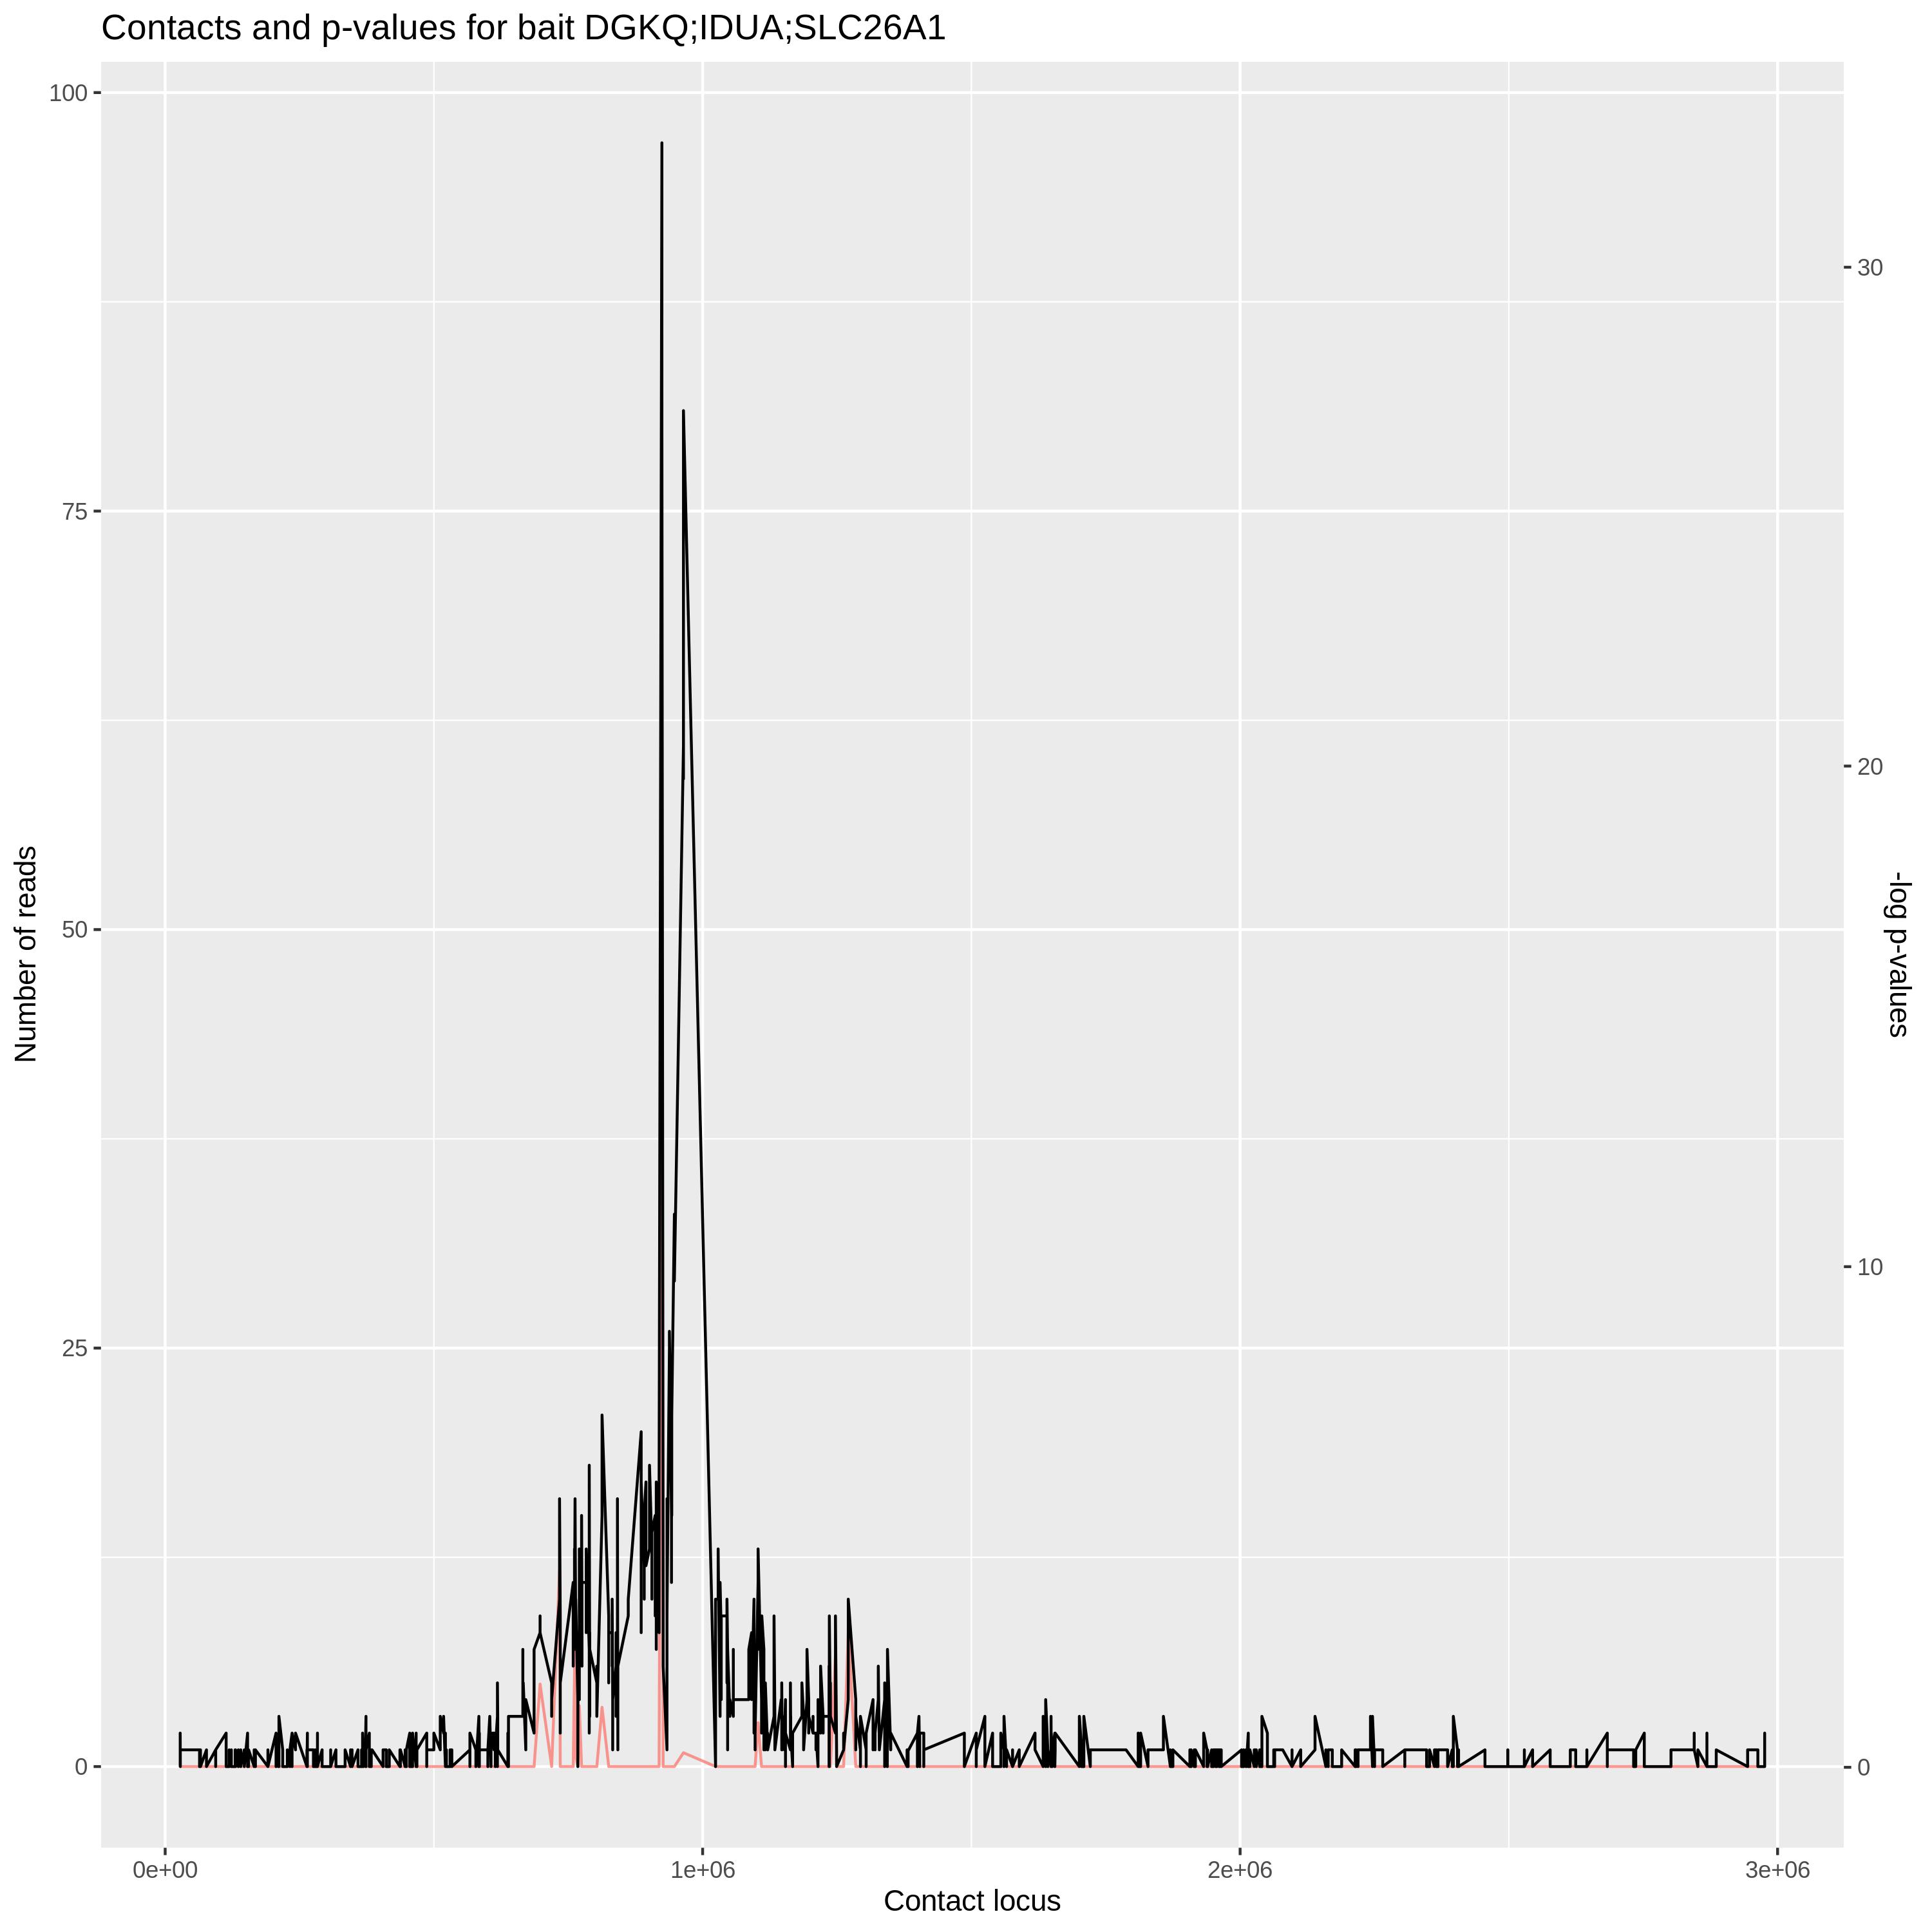 Contacts and p-values for bait DGKQ;IDUA;SLC26A1
100
75
50
25
0
Number of reads
30
20
10
0
-log p-values
0e+00
1e+06
2e+06
3e+06
Contact locus